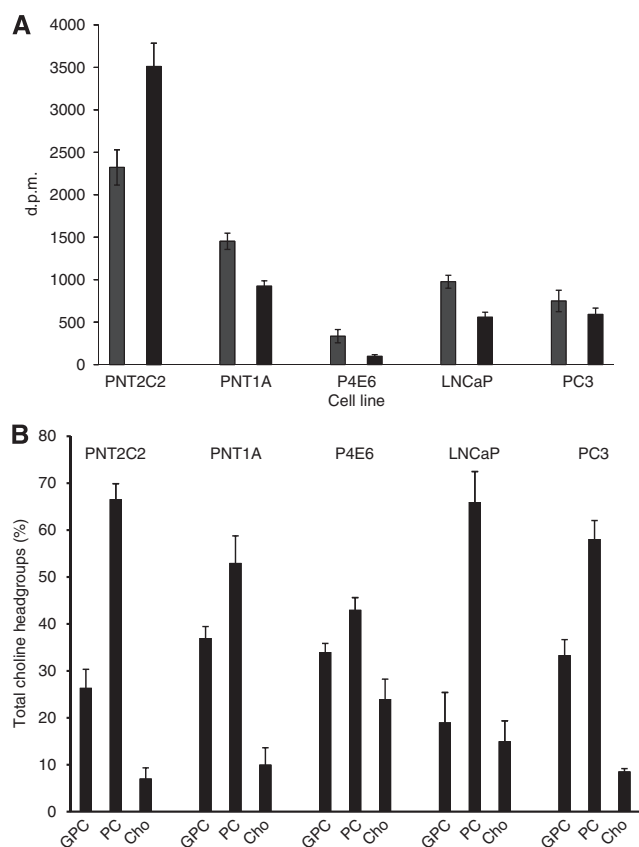 A
4000
3500
3000
2500
2000
1500
1000
500
0
d.p.m.
PNT2C2 PNT1A P4E6 LNCaP PC3
Cell line
B
80
70
60
50
40
30
20
10
0
Total choline headgroups (%)
PNT2C2 PNT1A P4E6 LNCaP PC3
GPC PC Cho GPC PC Cho GPC PC Cho GPC PC Cho GPC PC Cho